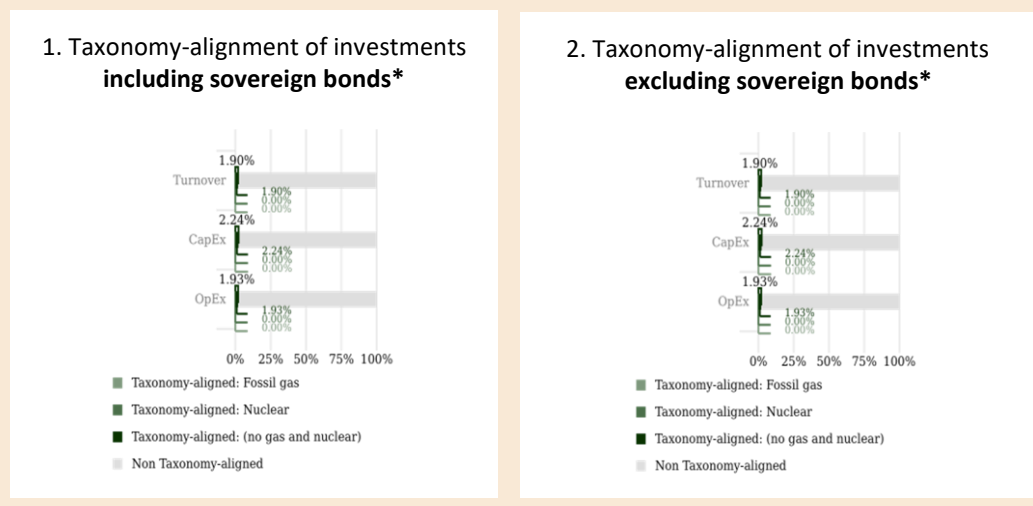 1. Taxonomy-alignment of investments
including sovereign bonds*
1.90%
Turnover
1.90%
0.00%
0.00%
2.24%
CapEx
2.24%
0.00%
0.00%
1.93%
OpEx
1.93%
0.00%
0.00%
0% 25% 50% 75% 100%
Taxonomy-aligned: Fossil gas
Taxonomy-aligned: Nuclear
Taxonomy-aligned: (no gas and nuclear)
Non Taxonomy-aligned
2. Taxonomy-alignment of investments
excluding sovereign bonds*
1.90%
Turnover
1.90%
0.00%
0.00%
2.24%
CapEx
2.24%
0.00%
0.00%
1.93%
OpEx
1.93%
0.00%
0.00%
0% 25% 50% 75% 100%
Taxonomy-aligned: Fossil gas
Taxonomy-aligned: Nuclear
Taxonomy-aligned: (no gas and nuclear)
Non Taxonomy-aligned